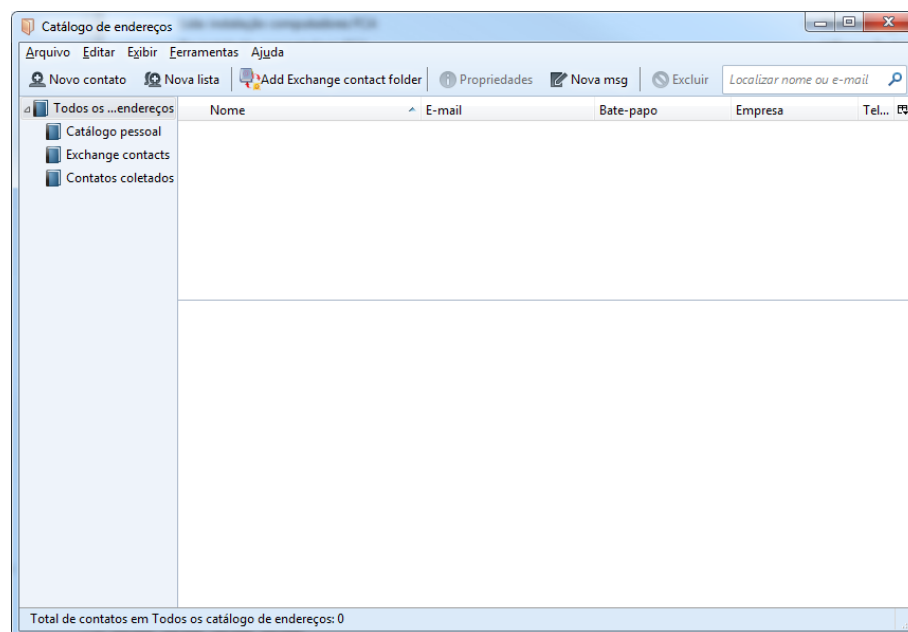 Catálogo de endereços
Arquivo Editar Exibir Ferramentas Ajuda
Novo contato Nova lista Add Exchange contact folder Propriedades Nova msg Excluir Localizar nome ou e-mail
Todos os ...endereços Nome E-mail Bate-papo Empresa Tel...
Catálogo pessoal
Exchange contacts
Contatos coletados
Total de contatos em Todos os catálogo de endereços: 0